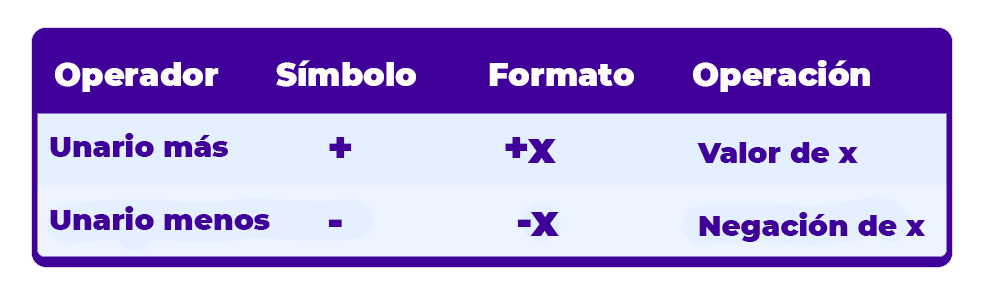 Operador Símbolo Formato Operación
Unario más + +x Valor de x
Unario menos - -x Negación de x